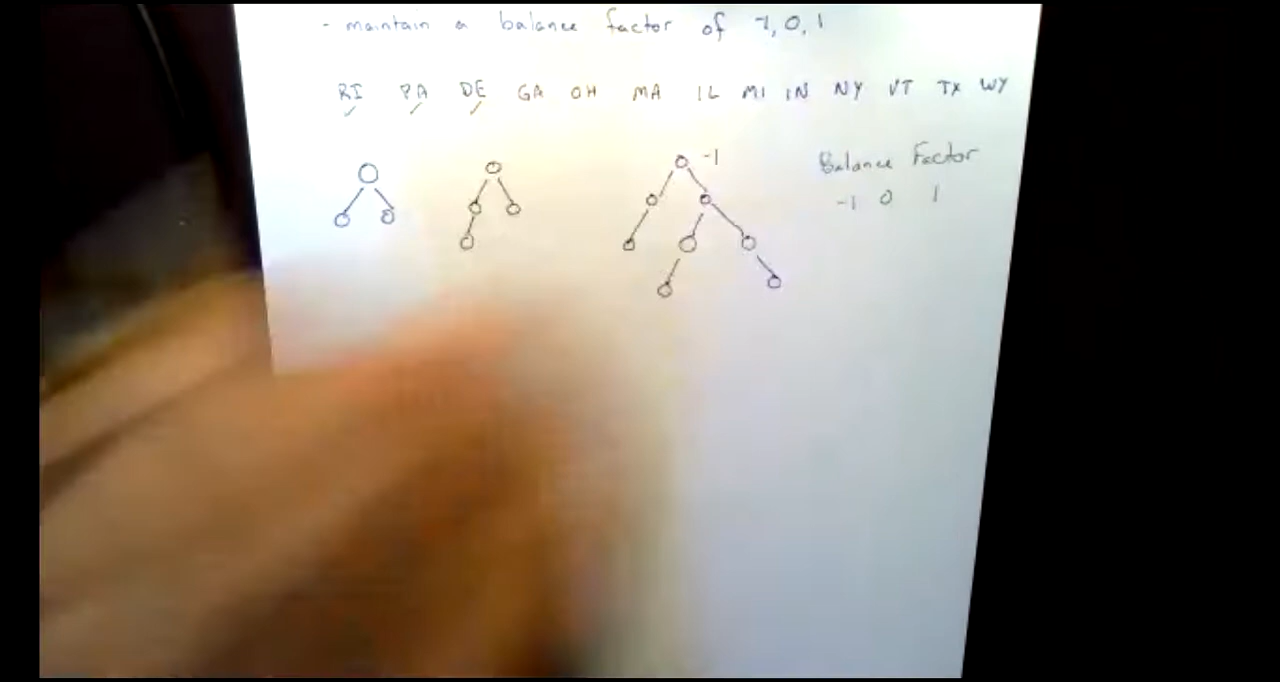 - maintain a balance factor of -1, 0, 1
RI PA DE GA OH MA IL MI IN NY VT TX WY
-1
Balance Factor
-1 0 1